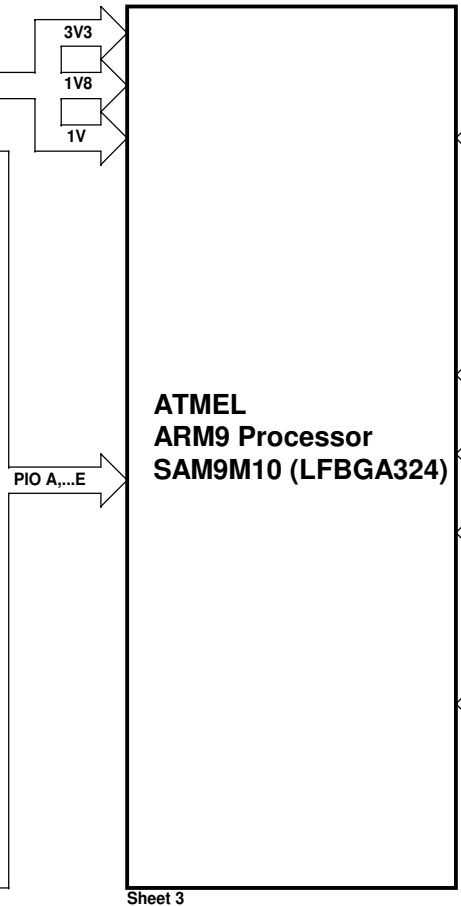 3V3
1V8
1V
ATMEL
ARM9 Processor
SAM9M10 (LFBGA324)
PIO A,...E
Sheet 3